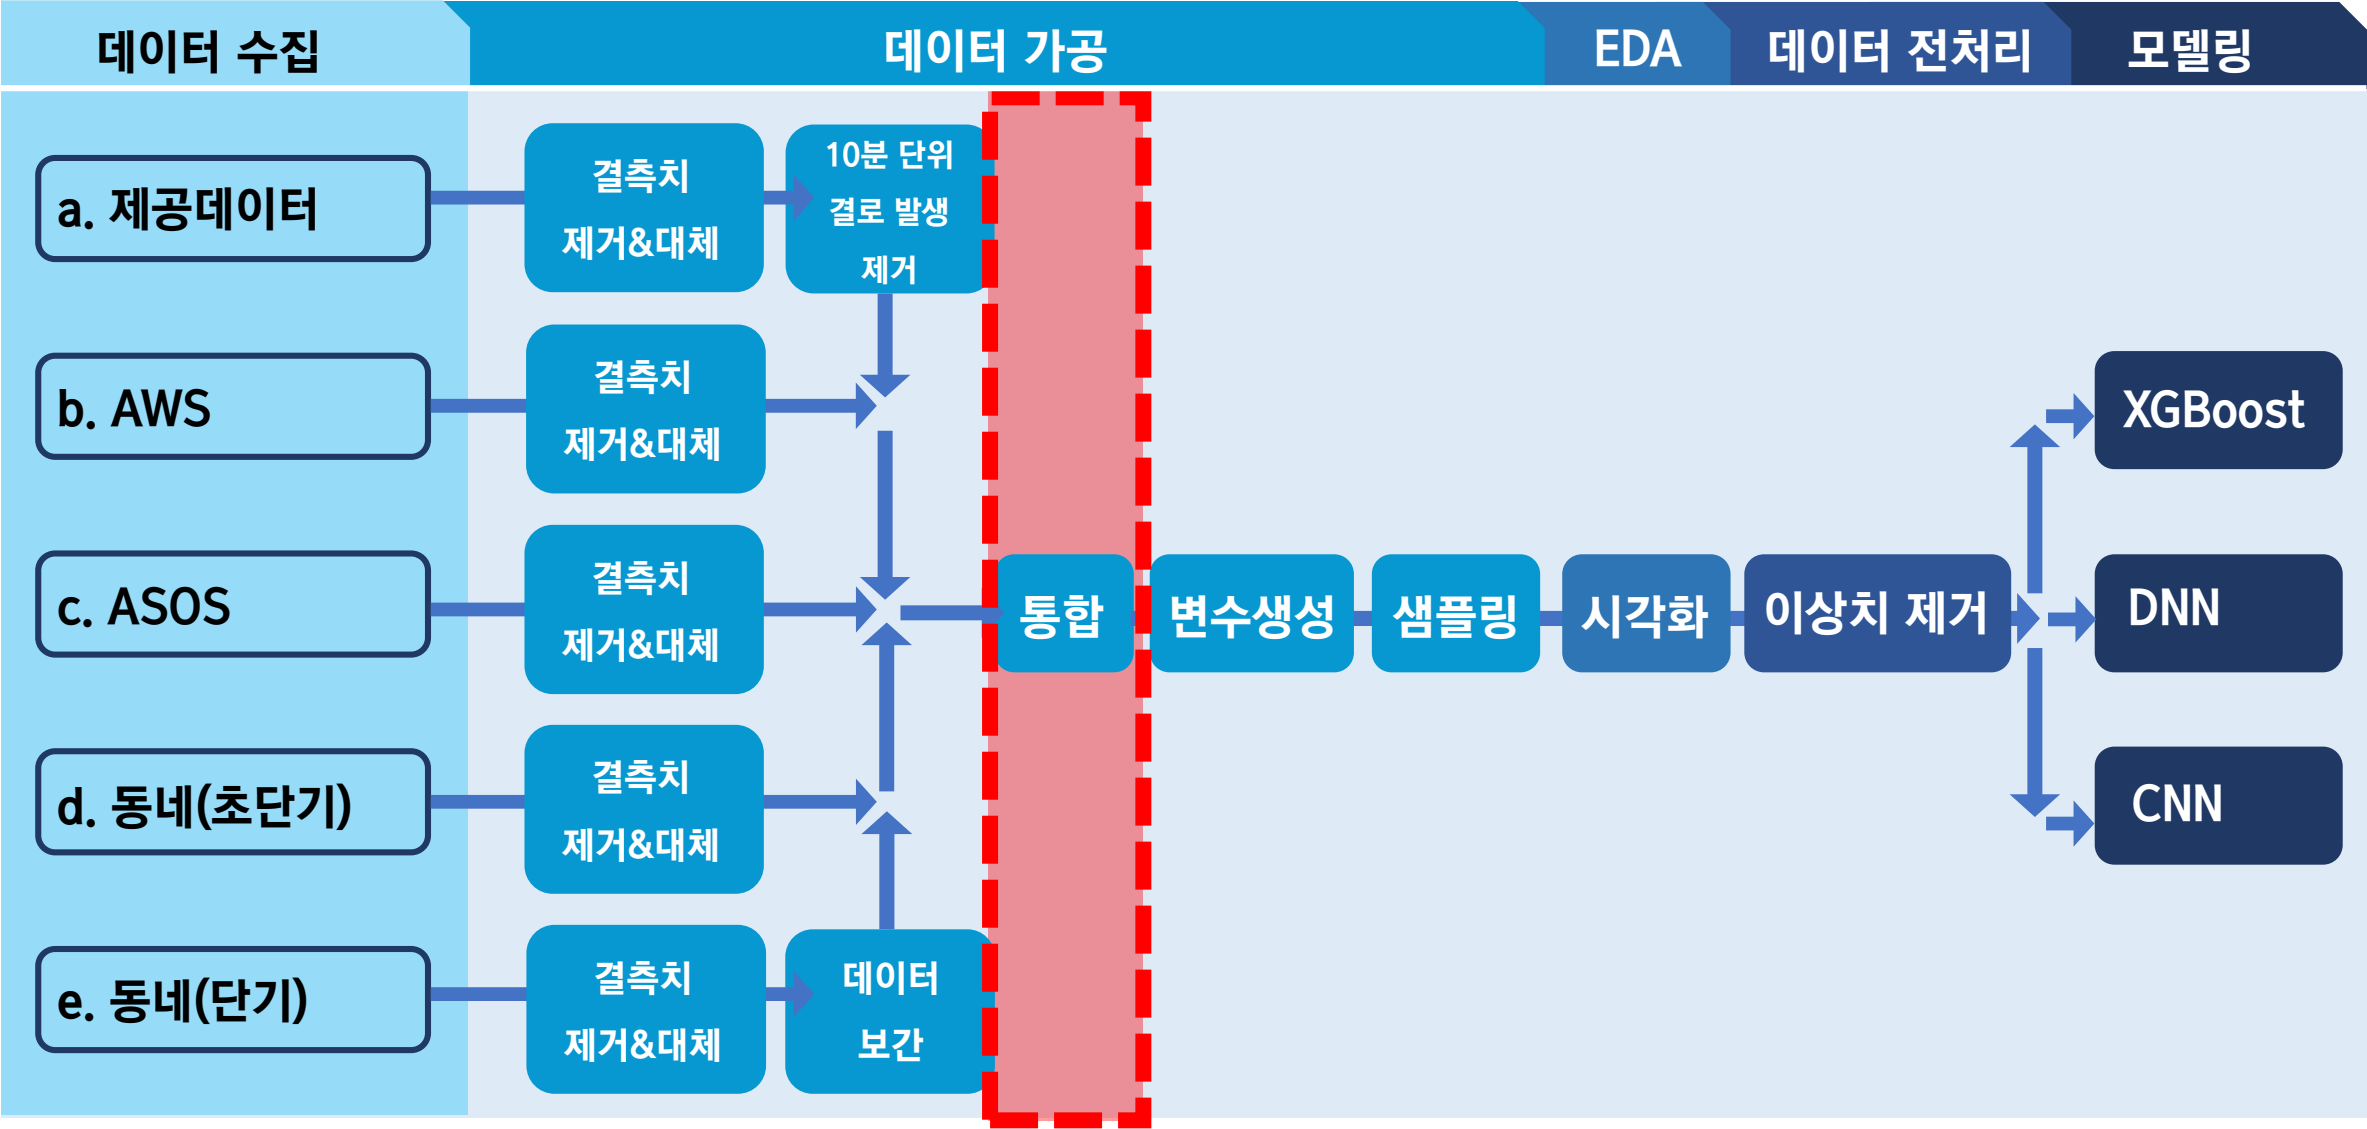 데이터 수집
데이터 가공
EDA
데이터 전처리
모델링
a. 제공데이터
결측치
제거&대체
10분 단위
결로 발생
제거
b. AWS
결측치
제거&대체
c. ASOS
결측치
제거&대체
d. 동네(초단기)
결측치
제거&대체
e. 동네(단기)
결측치
제거&대체
데이터
보간
통합
변수생성
샘플링
시각화
이상치 제거
XGBoost
DNN
CNN